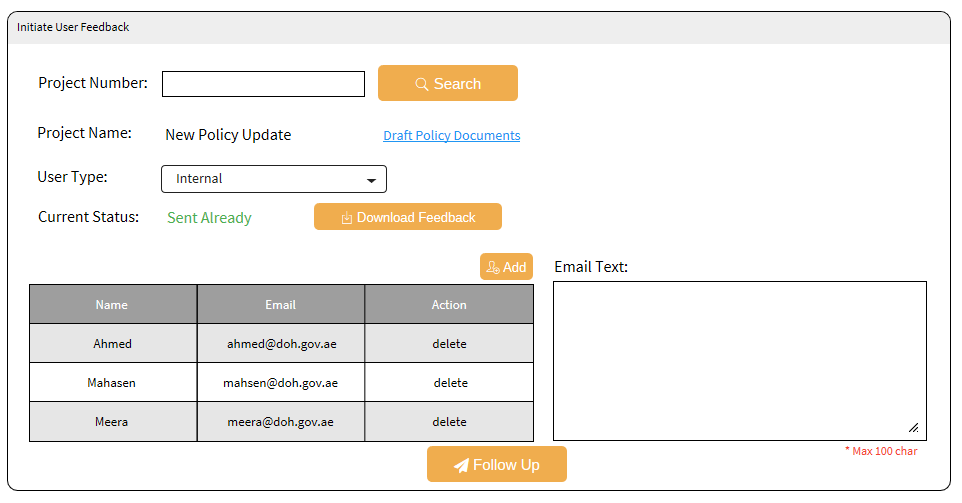 Initiate User Feedback
Project Number:
Search
Project Name: New Policy Update Draft Policy Documents
User Type: Internal
Current Status: Sent Already Download Feedback
Add Email Text:
Name Email Action
Ahmed ahmed@doh.gov.ae delete
Mahasen mahsen@doh.gov.ae delete
Meera meera@doh.gov.ae delete
* Max 100 char
Follow Up